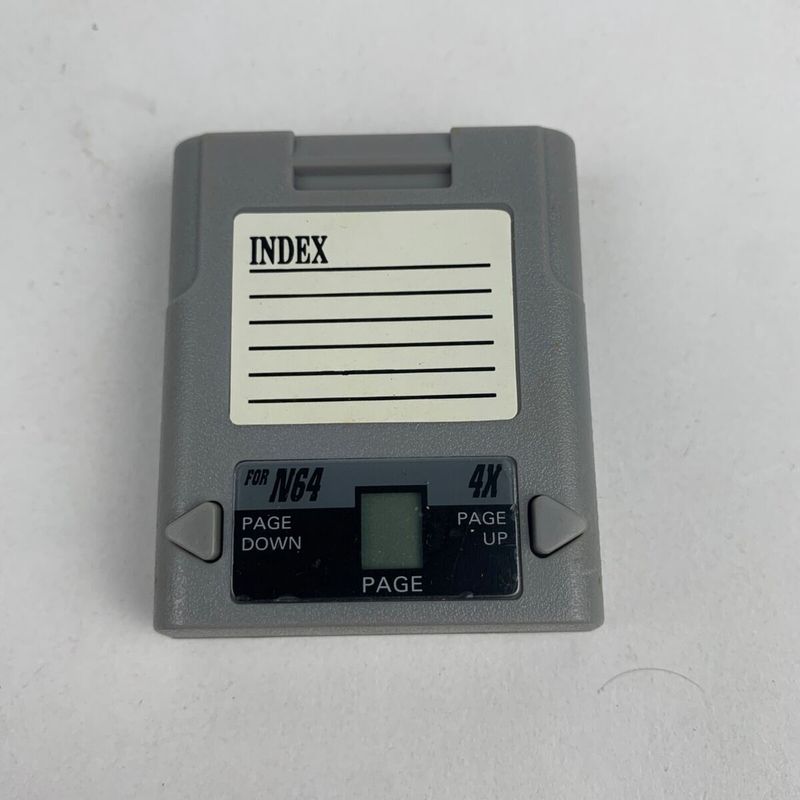 INDEX
FOR N64 4X
PAGE DOWN
PAGE UP
PAGE